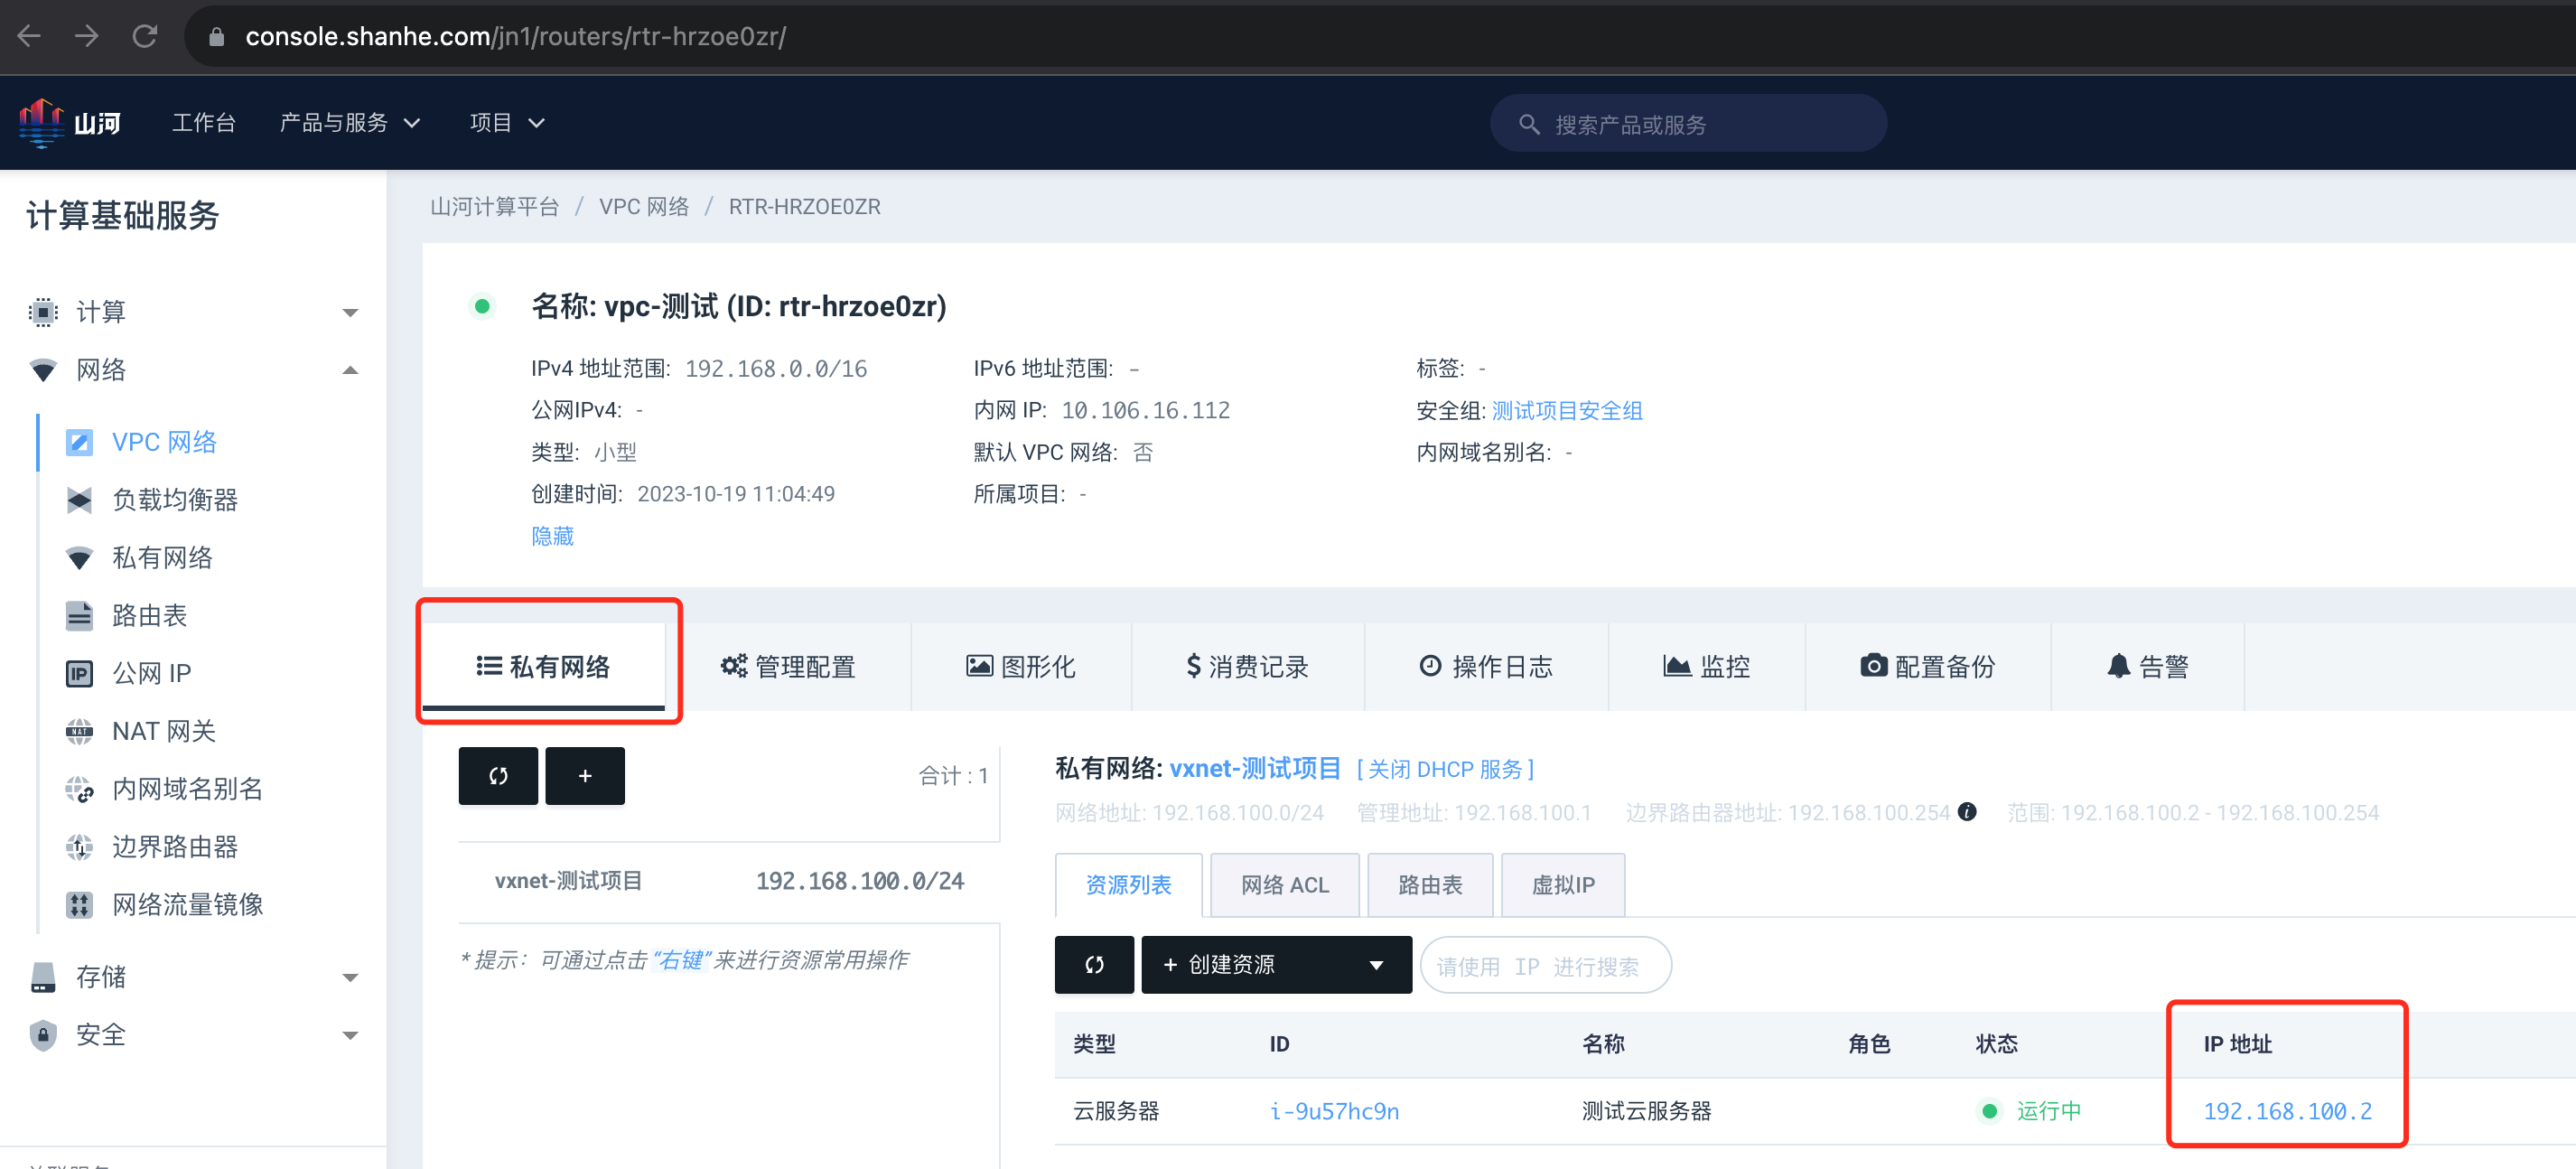 console.shanhe.com/jn1/routers/rtr-hrzoe0zr/
山河
工作台
产品与服务
项目
搜索产品或服务
计算基础服务
计算
网络
VPC 网络
负载均衡器
私有网络
路由表
IP
公网 IP
NAT
NAT 网关
内网域名别名
边界路由器
网络流量镜像
存储
安全
山河计算平台 / VPC 网络 / RTR-HRZOE0ZR
名称: vpc-测试 (ID: rtr-hrzoe0zr)
IPv4 地址范围: 192.168.0.0/16
IPv6 地址范围: -
标签: -
公网IPv4: -
内网 IP: 10.106.16.112
安全组: 测试项目安全组
类型: 小型
默认 VPC 网络: 否
内网域名别名: -
创建时间: 2023-10-19 11:04:49
所属项目: -
隐藏
私有网络
管理配置
图形化
$ 消费记录
操作日志
监控
配置备份
告警
+
合计 : 1
vxnet-测试项目 192.168.100.0/24
* 提示：可通过点击 “右键” 来进行资源常用操作
私有网络: vxnet-测试项目 [ 关闭 DHCP 服务 ]
网络地址: 192.168.100.0/24 管理地址: 192.168.100.1 边界路由器地址: 192.168.100.254 i 范围: 192.168.100.2 - 192.168.100.254
资源列表
网络 ACL
路由表
虚拟IP
+ 创建资源
请使用 IP 进行搜索
类型 ID 名称 角色 状态 IP 地址
云服务器 i-9u57hc9n 测试云服务器 运行中 192.168.100.2